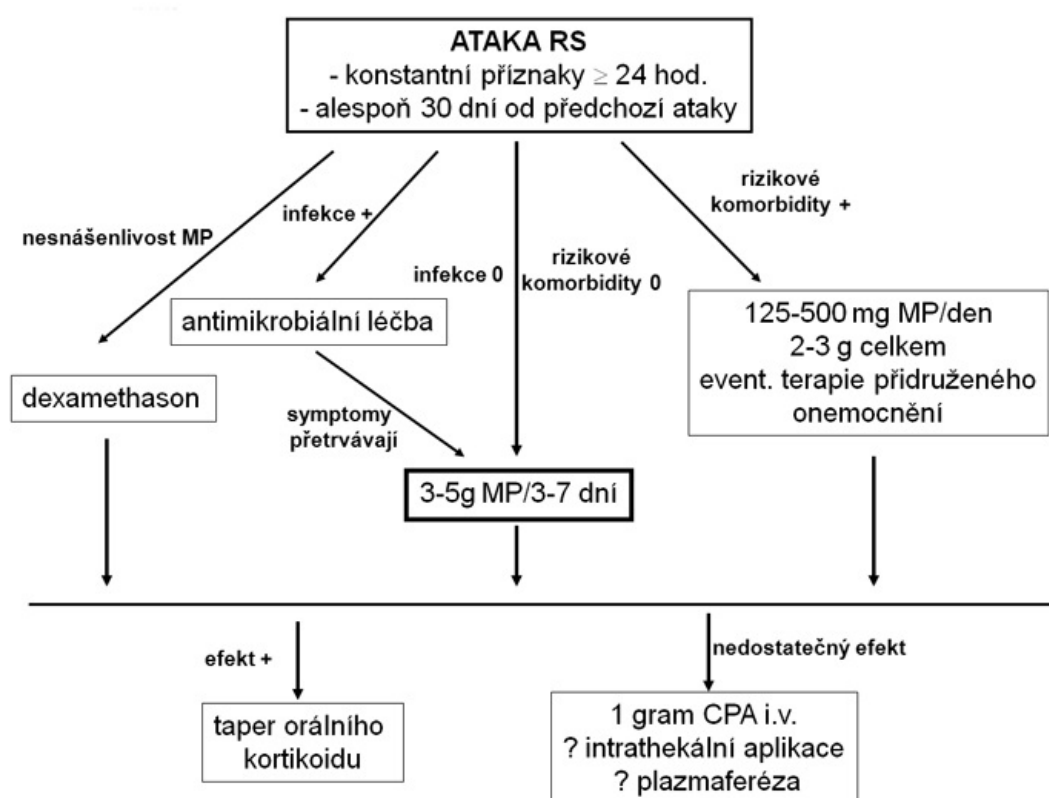 ATAKA RS
- konstantní příznaky ≥ 24 hod.
- alespoň 30 dní od předchozí ataky
nesnášenlivost MP
infekce +
infekce 0
rizikové
komorbidity 0
rizikové
komorbidity +
dexamethason
antimikrobiální léčba
symptomy
přetrvávají
3-5g MP/3-7 dní
125-500 mg MP/den
2-3 g celkem
event. terapie přidruženého
onemocnění
efekt +
nedostatečný efekt
taper orálního
kortikoidu
1 gram CPA i.v.
? intrathekální aplikace
? plazmaferéza